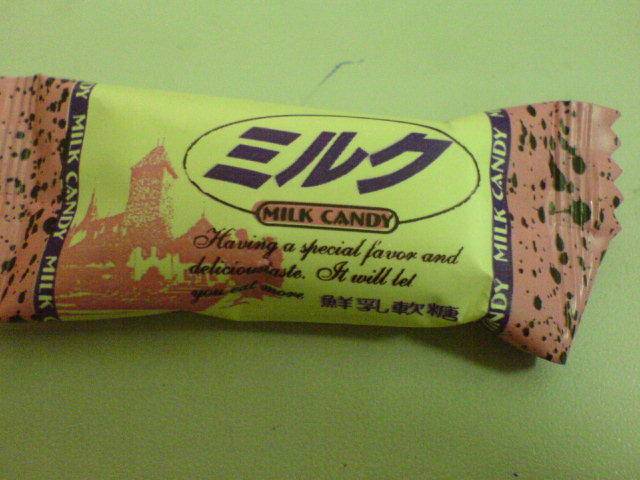 ミルク
MILK CANDY
Having a special favor and
delicious taste. It will let
you eat more
鮮乳軟糖
MILK CANDY
MILK
MILK CANDY